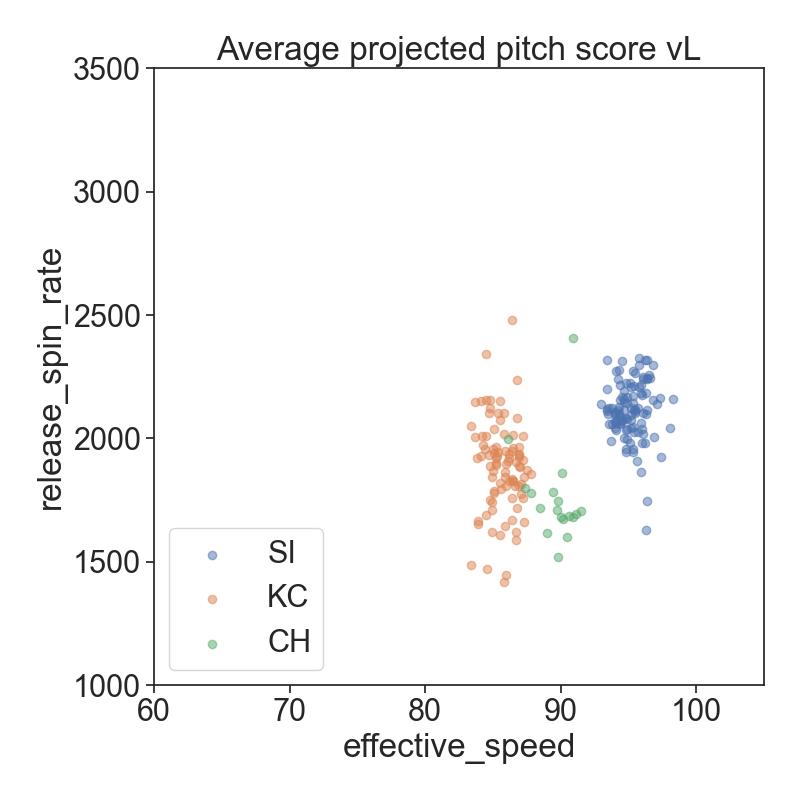 Average projected pitch score vL
3500
3000
2500
2000
1500
1000
release_spin_rate
SI
KC
CH
60
70
80
90
100
effective_speed